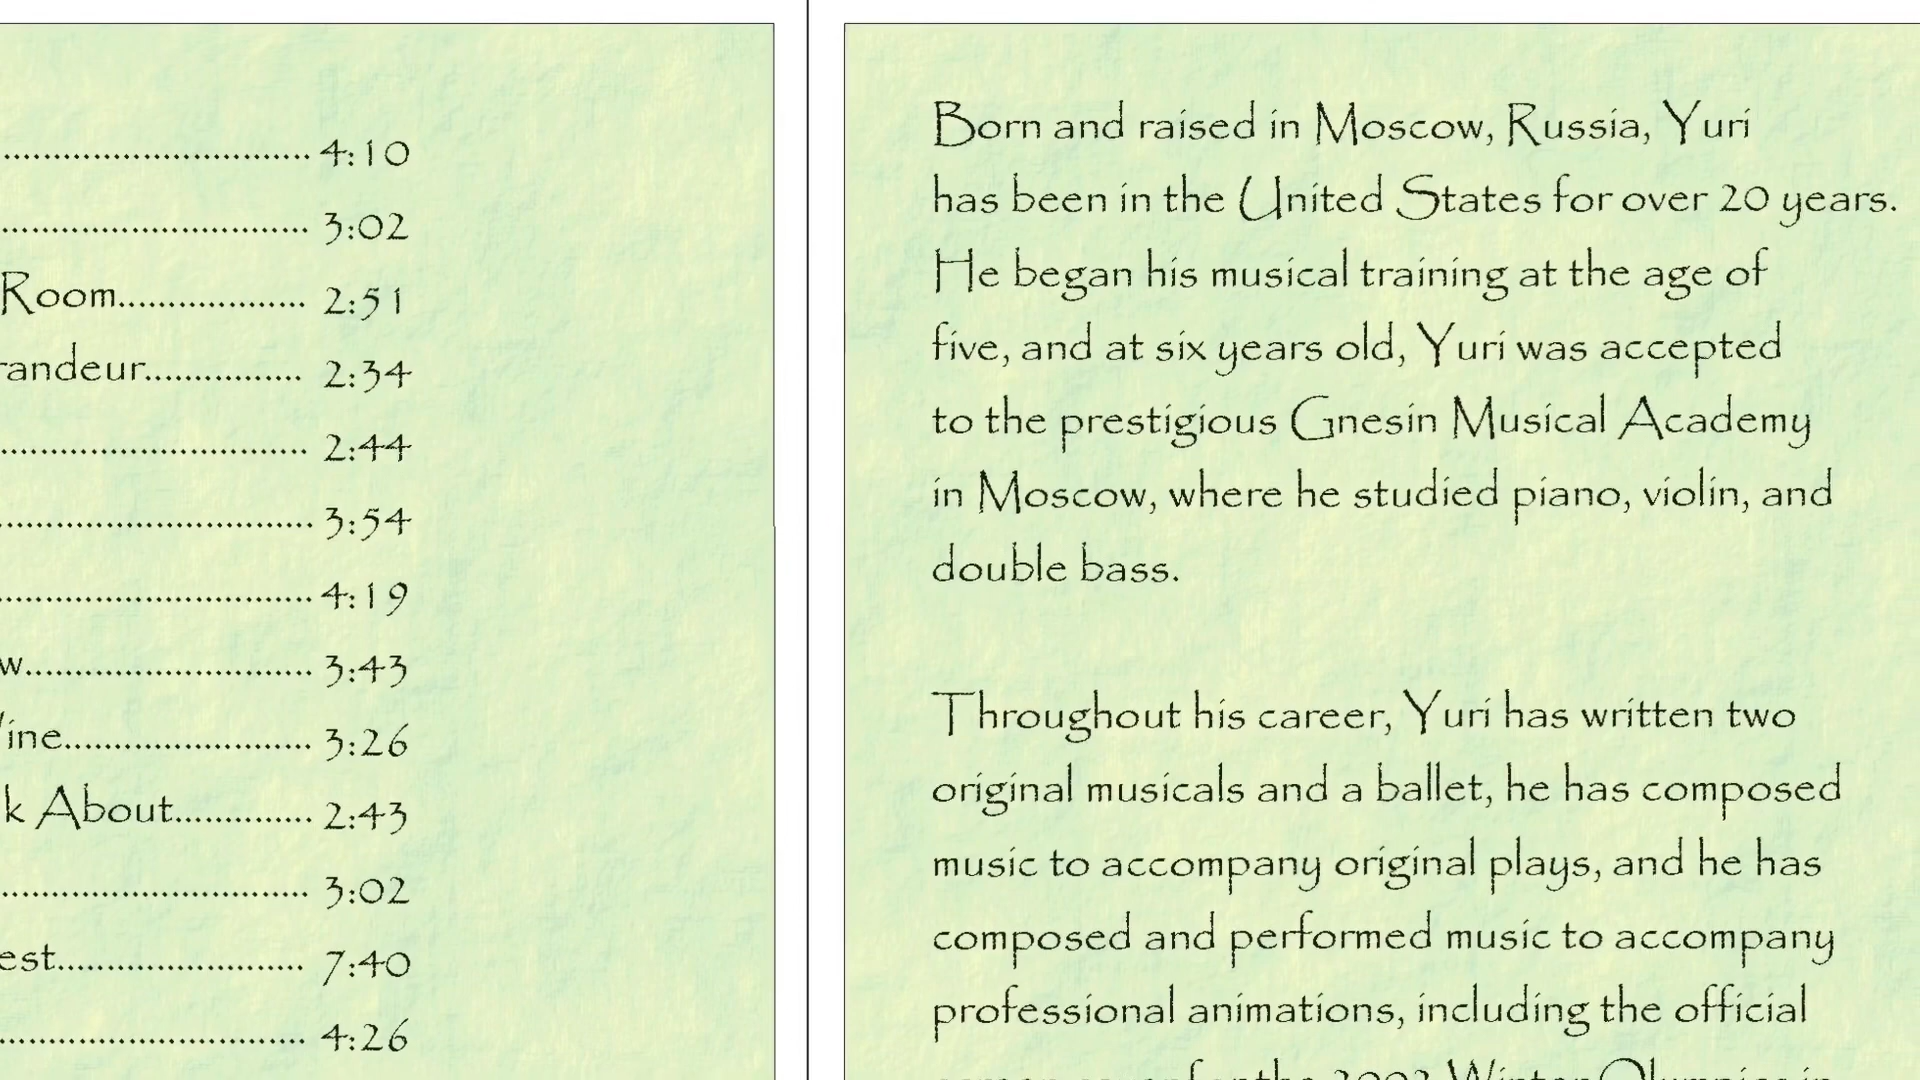 4:10
3:02
Room.................. 2:51
............... 2:34
2:44
3:54
4:19
3:43
3:26
About.............. 2:43
3:02
7:40
4:26
Born and raised in Moscow, Russia, Yuri
has been in the United States for over 20 years.
He began his musical training at the age of
five, and at six years old, Yuri was accepted
to the prestigious Gnesin Musical Academy
in Moscow, where he studied piano, violin, and
double bass.
Throughout his career, Yuri has written two
original musicals and a ballet, he has composed
music to accompany original plays, and he has
composed and performed music to accompany
professional animations, including the official